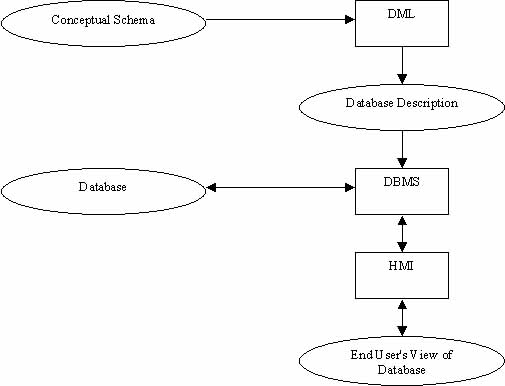 Conceptual Schema
DML
Database Description
Database
DBMS
HMI
End User's View of
Database